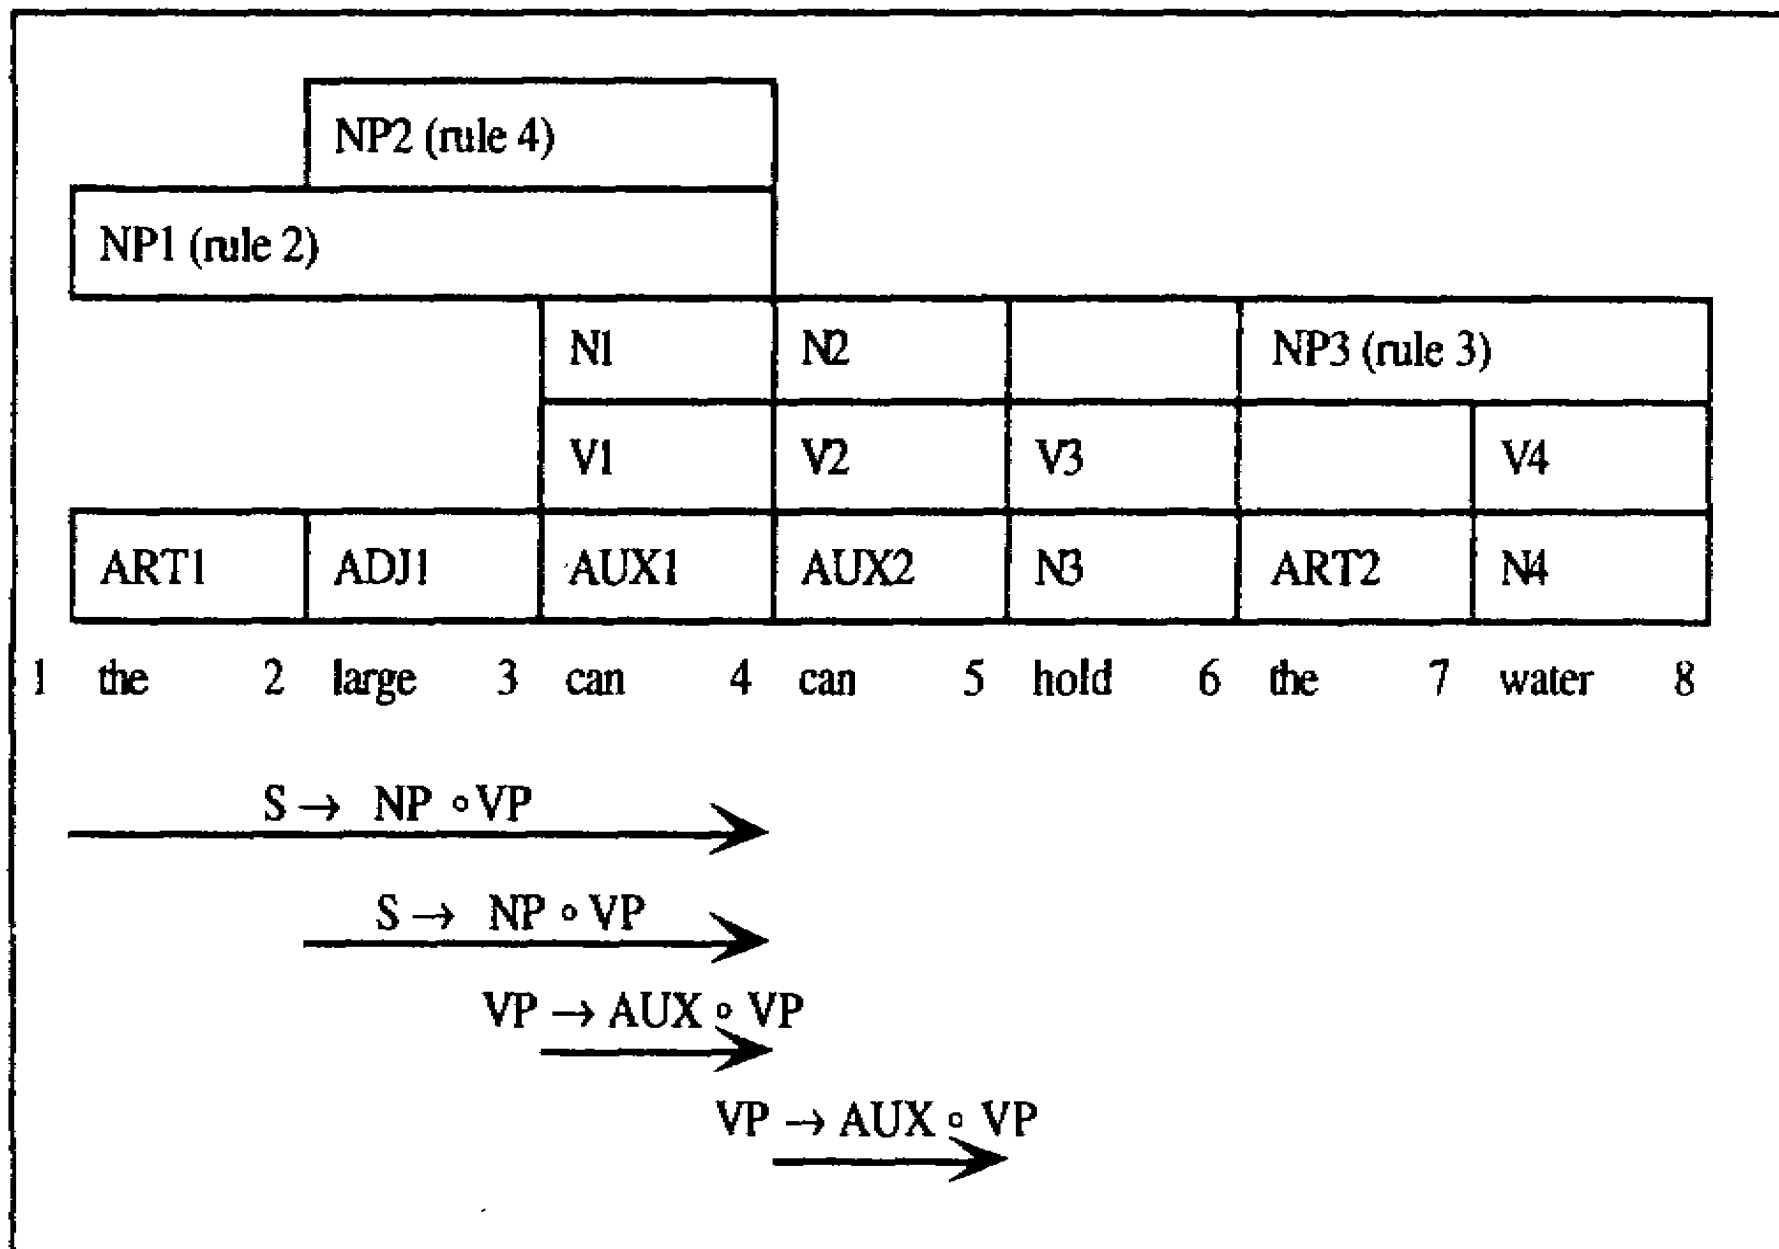 NP2 (rule 4)
NP1 (rule 2)
N1 N2 NP3 (rule 3)
V1 V2 V3 V4
ART1 ADJ1 AUX1 AUX2 N3 ART2 N4
1 the 2 large 3 can 4 can 5 hold 6 the 7 water 8
S → NP ∘ VP
S → NP ∘ VP
VP → AUX ∘ VP
VP → AUX ∘ VP